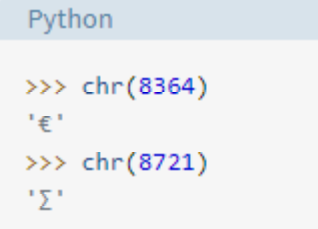 Python
>>> chr(8364)
'€'
>>> chr(8721)
'∑'